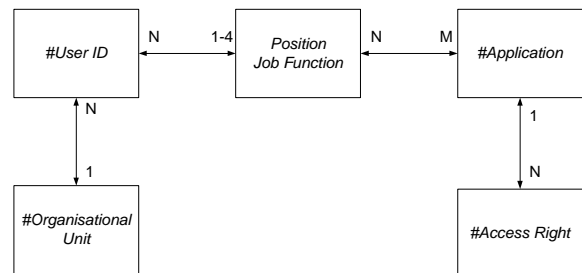 #User ID
N
1-4
Position
Job Function
N
M
#Application
N
1
1
N
#Organisational
Unit
#Access Right